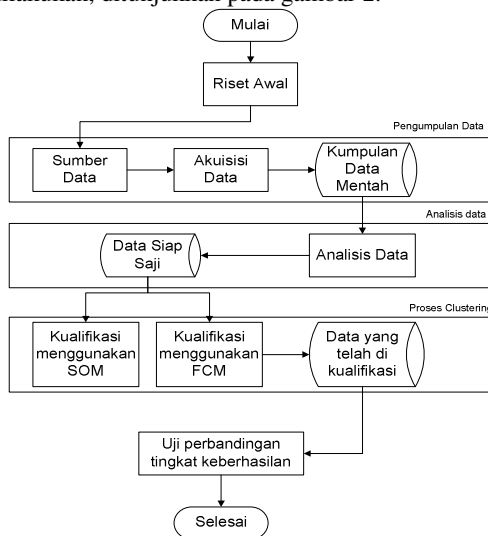 ditunjukkan pada gambar 2.
Mulai
Riset Awal
Pengumpulan Data
Sumber
Data
Akuisisi
Data
Kumpulan
Data
Mentah
Analisis data
Data Siap
Saji
Analisis Data
Proses Clustering
Kualifikasi
menggunakan
SOM
Kualifikasi
menggunakan
FCM
Data yang
telah di
kualifikasi
Uji perbandingan
tingkat keberhasilan
Selesai